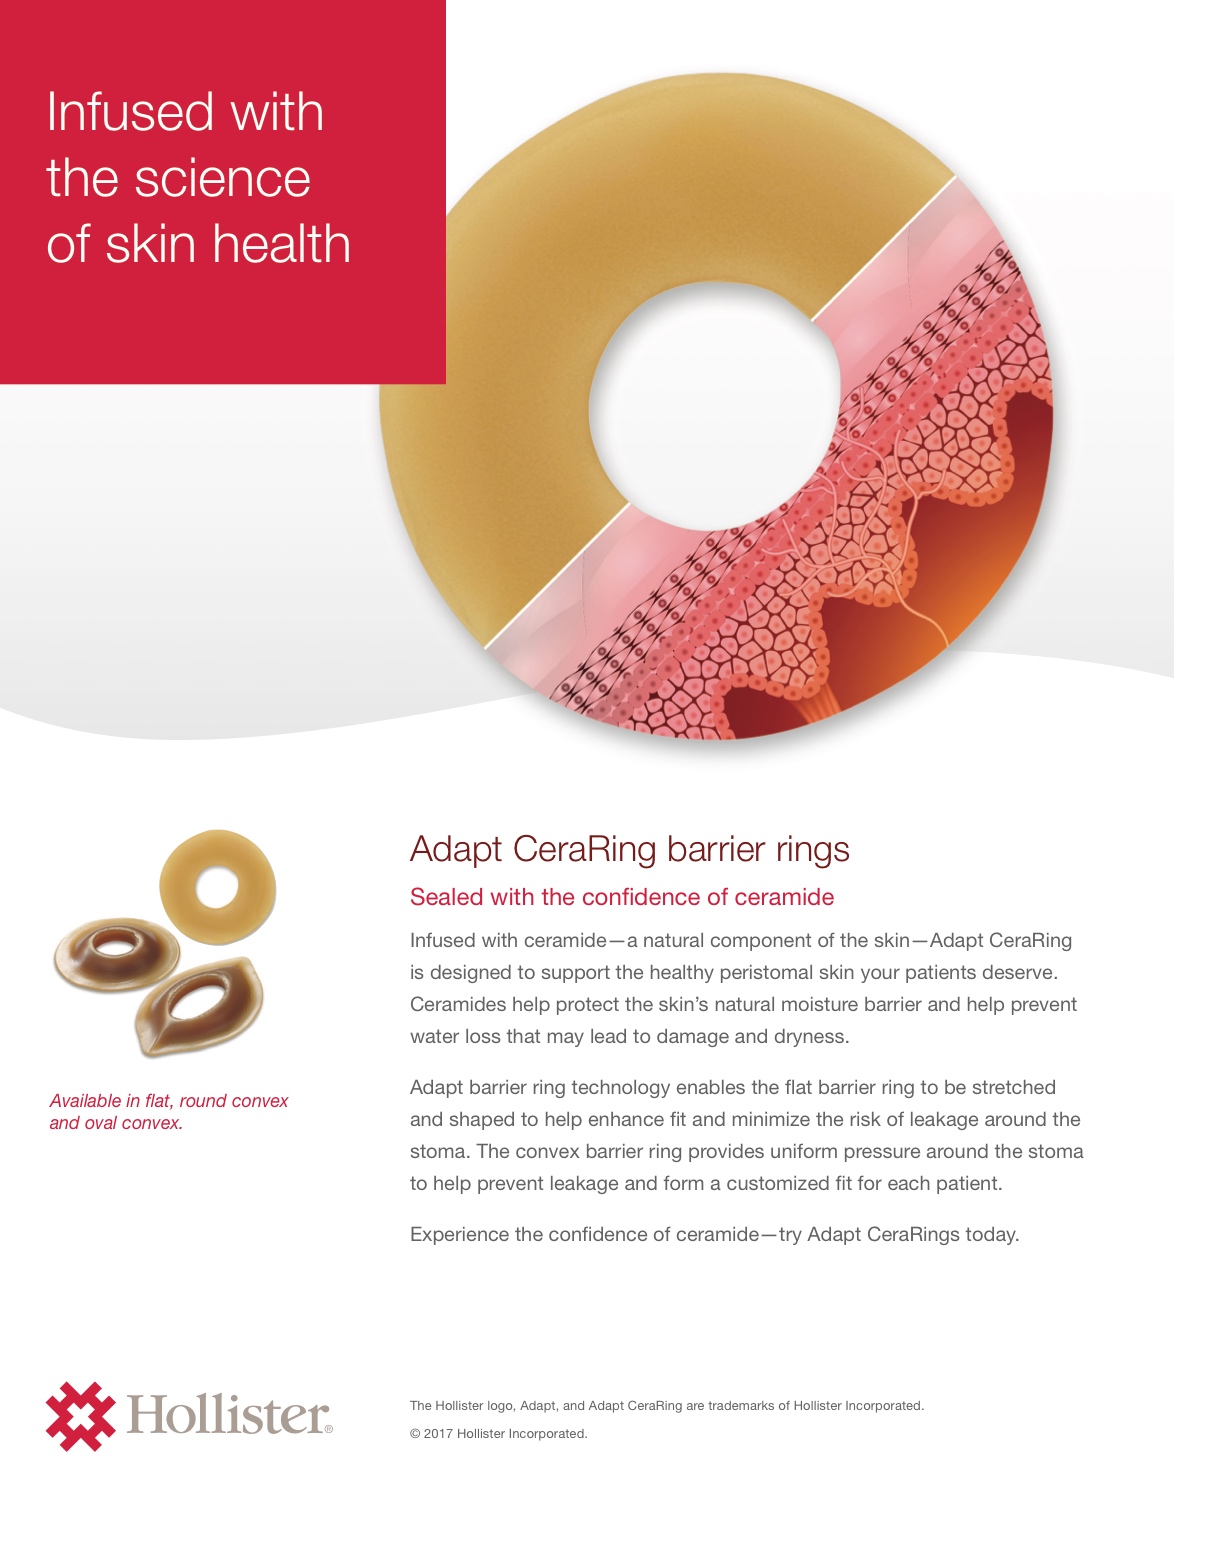 Infused with
the science
of skin health
Adapt CeraRing barrier rings
Sealed with the confidence of ceramide
Infused with ceramide—a natural component of the skin—Adapt CeraRing
is designed to support the healthy peristomal skin your patients deserve.
Ceramides help protect the skin's natural moisture barrier and help prevent
water loss that may lead to damage and dryness.
Adapt barrier ring technology enables the flat barrier ring to be stretched
and shaped to help enhance fit and minimize the risk of leakage around the
stoma. The convex barrier ring provides uniform pressure around the stoma
to help prevent leakage and form a customized fit for each patient.
Experience the confidence of ceramide—try Adapt CeraRings today.
Available in flat, round convex
and oval convex.
Hollister®
The Hollister logo, Adapt, and Adapt CeraRing are trademarks of Hollister Incorporated.
© 2017 Hollister Incorporated.